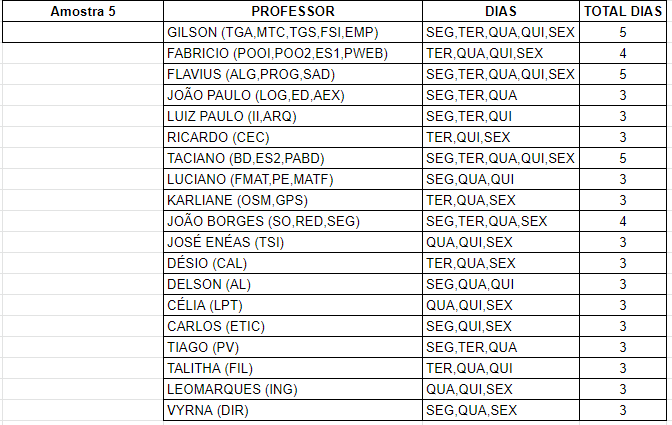 Amostra 5 PROFESSOR DIAS TOTAL DIAS
GILSON (TGA,MTC,TGS,FSI,EMP) SEG,TER,QUA,QUI,SEX 5
FABRICIO (POOI,POO2,ES1,PWEB) TER,QUA,QUI,SEX 4
FLAVIUS (ALG,PROG,SAD) SEG,TER,QUA,QUI,SEX 5
JOÃO PAULO (LOG,ED,AEX) SEG,TER,QUA 3
LUIZ PAULO (II,ARQ) SEG,TER,QUI 3
RICARDO (CEC) TER,QUI,SEX 3
TACIANO (BD,ES2,PABD) SEG,TER,QUA,QUI,SEX 5
LUCIANO (FMAT,PE,MATF) SEG,QUA,QUI 3
KARLIANE (OSM,GPS) TER,QUA,SEX 3
JOÃO BORGES (SO,RED,SEG) SEG,TER,QUA,SEX 4
JOSÉ ENÉAS (TSI) QUA,QUI,SEX 3
DÉSIO (CAL) TER,QUA,SEX 3
DELSON (AL) SEG,QUA,QUI 3
CÉLIA (LPT) QUA,QUI,SEX 3
CARLOS (ETIC) SEG,QUI,SEX 3
TIAGO (PV) SEG,TER,QUA 3
TALITHA (FIL) TER,QUA,QUI 3
LEOMARQUES (ING) QUA,QUI,SEX 3
VYRNA (DIR) SEG,QUA,SEX 3